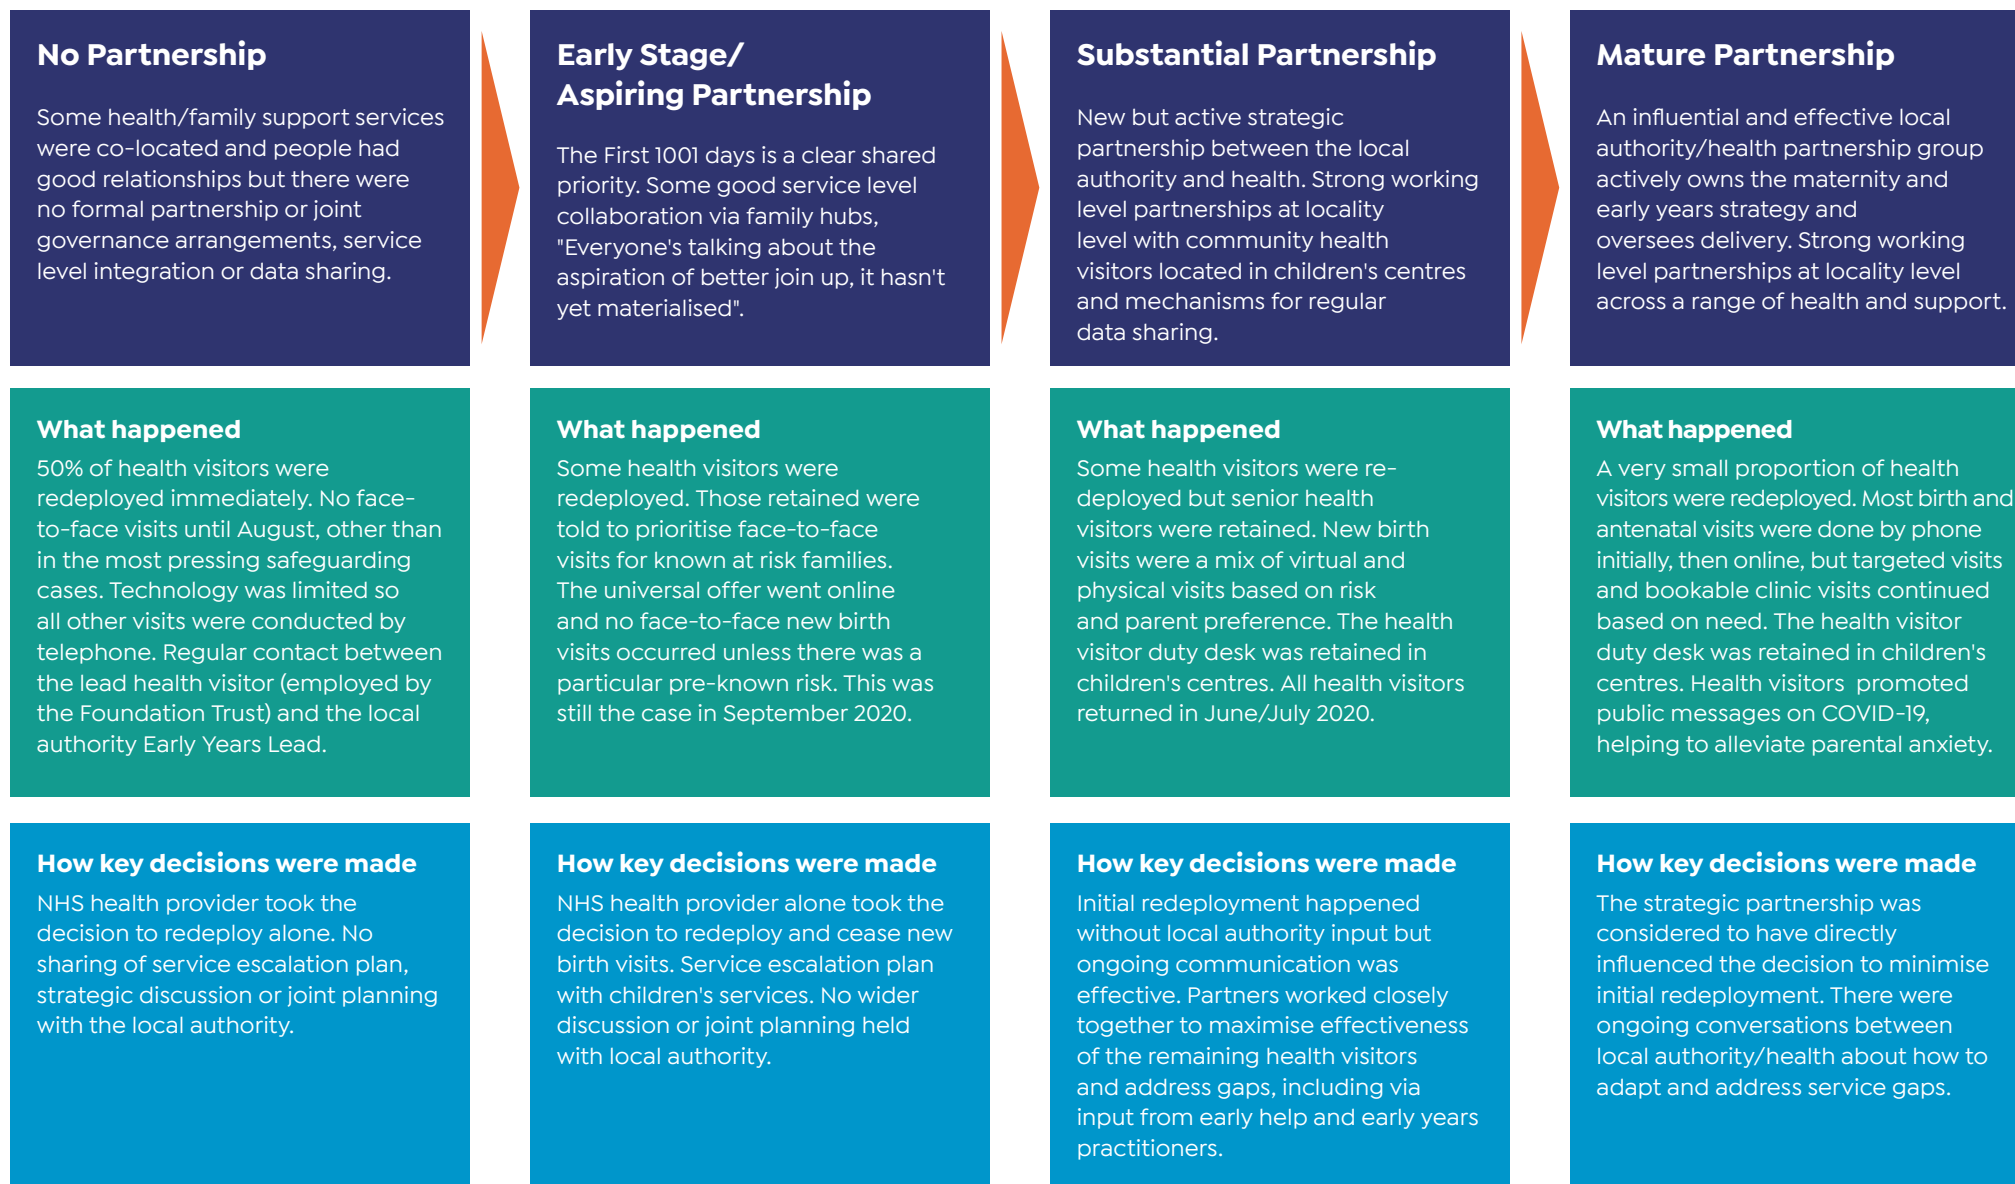 No Partnership
Some health/family support services
were co-located and people had
good relationships but there were
no formal partnership or joint
governance arrangements, service
level integration or data sharing.
Early Stage/
Aspiring Partnership
The First 1001 days is a clear shared
priority. Some good service level
collaboration via family hubs,
"Everyone's talking about the
aspiration of better join up, it hasn't
yet materialised".
Substantial Partnership
New but active strategic
partnership between the local
authority and health. Strong working
level partnerships at locality
level with community health
visitors located in children's centres
and mechanisms for regular
data sharing.
Mature Partnership
An influential and effective local
authority/health partnership group
actively owns the maternity and
early years strategy and
oversees delivery. Strong working
level partnerships at locality level
across a range of health and support.
What happened
50% of health visitors were
redeployed immediately. No face-
to-face visits until August, other than
in the most pressing safeguarding
cases. Technology was limited so
all other visits were conducted by
telephone. Regular contact between
the lead health visitor (employed by
the Foundation Trust) and the local
authority Early Years Lead.
What happened
Some health visitors were
redeployed. Those retained were
told to prioritise face-to-face
visits for known at risk families.
The universal offer went online
and no face-to-face new birth
visits occurred unless there was a
particular pre-known risk. This was
still the case in September 2020.
What happened
Some health visitors were re-
deployed but senior health
visitors were retained. New birth
visits were a mix of virtual and
physical visits based on risk
and parent preference. The health
visitor duty desk was retained in
children's centres. All health visitors
returned in June/July 2020.
What happened
A very small proportion of health
visitors were redeployed. Most birth and
antenatal visits were done by phone
initially, then online, but targeted visits
and bookable clinic visits continued
based on need. The health visitor
duty desk was retained in children's
centres. Health visitors promoted
public messages on COVID-19,
helping to alleviate parental anxiety.
How key decisions were made
NHS health provider took the
decision to redeploy alone. No
sharing of service escalation plan,
strategic discussion or joint planning
with the local authority.
How key decisions were made
NHS health provider alone took the
decision to redeploy and cease new
birth visits. Service escalation plan
with children's services. No wider
discussion or joint planning held
with local authority.
How key decisions were made
Initial redeployment happened
without local authority input but
ongoing communication was
effective. Partners worked closely
together to maximise effectiveness
of the remaining health visitors
and address gaps, including via
input from early help and early years
practitioners.
How key decisions were made
The strategic partnership was
considered to have directly
influenced the decision to minimise
initial redeployment. There were
ongoing conversations between
local authority/health about how to
adapt and address service gaps.